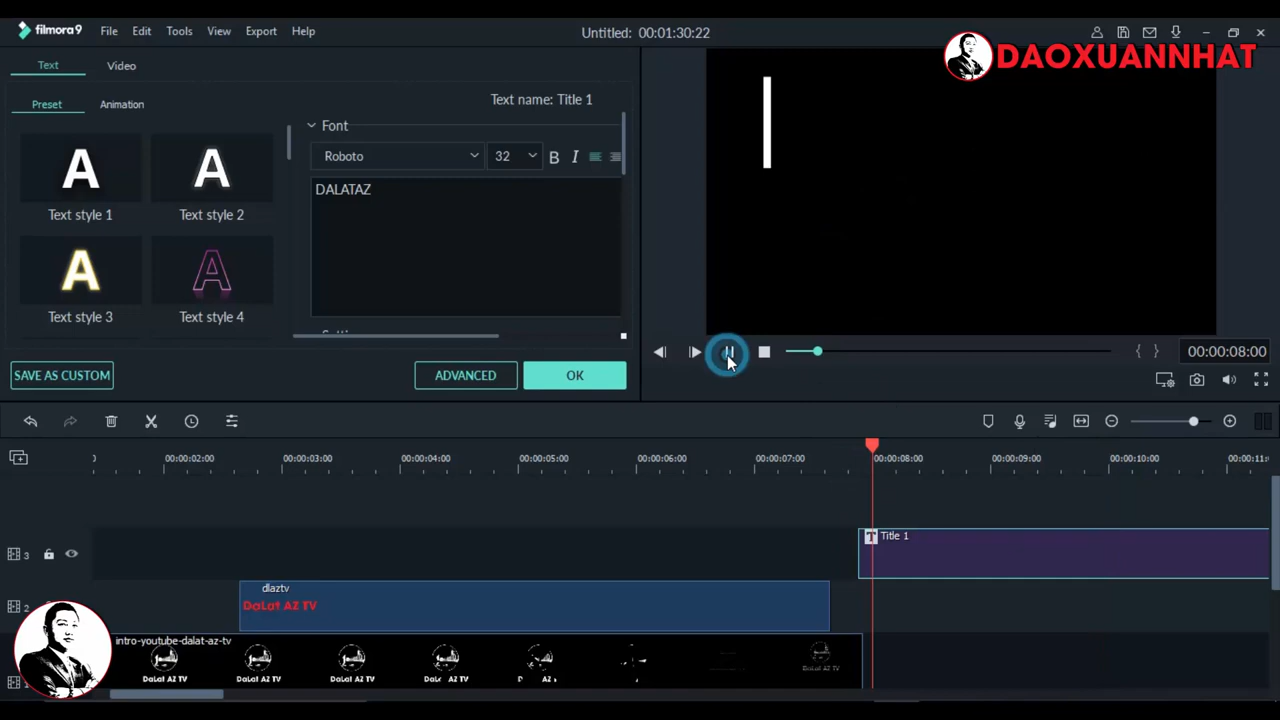 filmora9 File Edit Tools View Export Help Untitled: 00:01:30:22
DAOXUANNHAT
Text Video
Preset Animation Text name: Title 1
Font
Roboto 32 B I
DALATAZ
A A
Text style 1 Text style 2
A A
Text style 3 Text style 4
SAVE AS CUSTOM ADVANCED OK
{ } 00:00:08:00
00:00:02:00 00:00:03:00 00:00:04:00 00:00:05:00 00:00:06:00 00:00:07:00 00:00:08:00 00:00:09:00 00:00:10:00
3 T Title 1
2 dlaztv
DaLat AZ TV
intro-youtube-dalat-az-tv
DaLat AZ TV DaLat AZ TV DaLat AZ TV